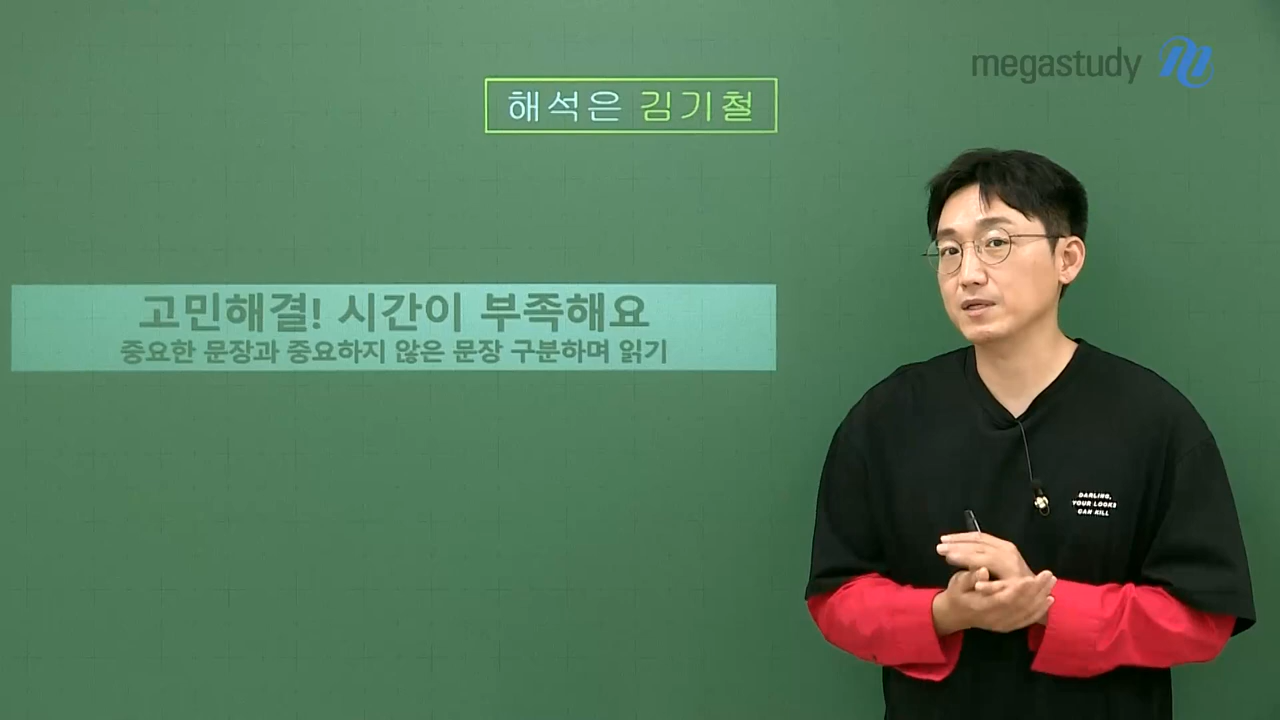 megastudy
해석은 김기철
고민해결! 시간이 부족해요
중요한 문장과 중요하지 않은 문장 구분하며 읽기
DARLING,
YOUR LOOKS
CAN KILL